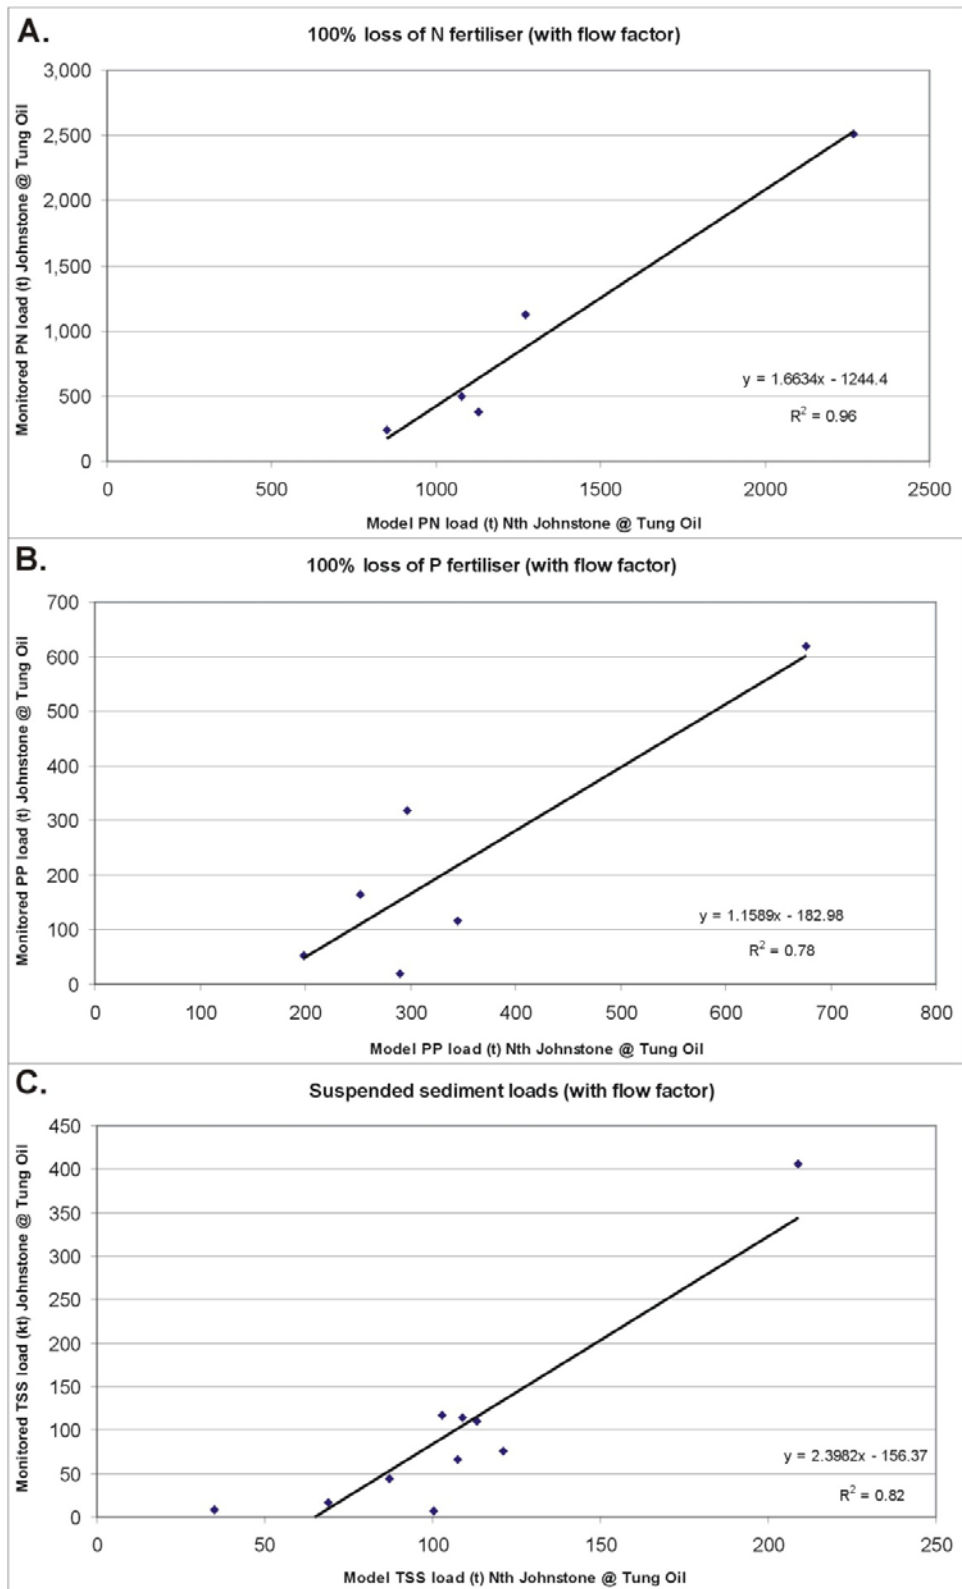 A.
100% loss of N fertiliser (with flow factor)
Monitored PN load (t) Johnstone @ Tung Oil
3,000
2,500
2,000
1,500
1,000
500
0
y = 1.6634x - 1244.4
R² = 0.96
0 500 1000 1500 2000 2500
Model PN load (t) Nth Johnstone @ Tung Oil
B.
100% loss of P fertiliser (with flow factor)
Monitored PP load (t) Johnstone @ Tung Oil
700
600
500
400
300
200
100
0
y = 1.1589x - 182.98
R² = 0.78
0 100 200 300 400 500 600 700 800
Model PP load (t) Nth Johnstone @ Tung Oil
C.
Suspended sediment loads (with flow factor)
Monitored TSS load (kt) Johnstone @ Tung Oil
450
400
350
300
250
200
150
100
50
0
y = 2.3982x - 156.37
R² = 0.82
0 50 100 150 200 250
Model TSS load (t) Nth Johnstone @ Tung Oil